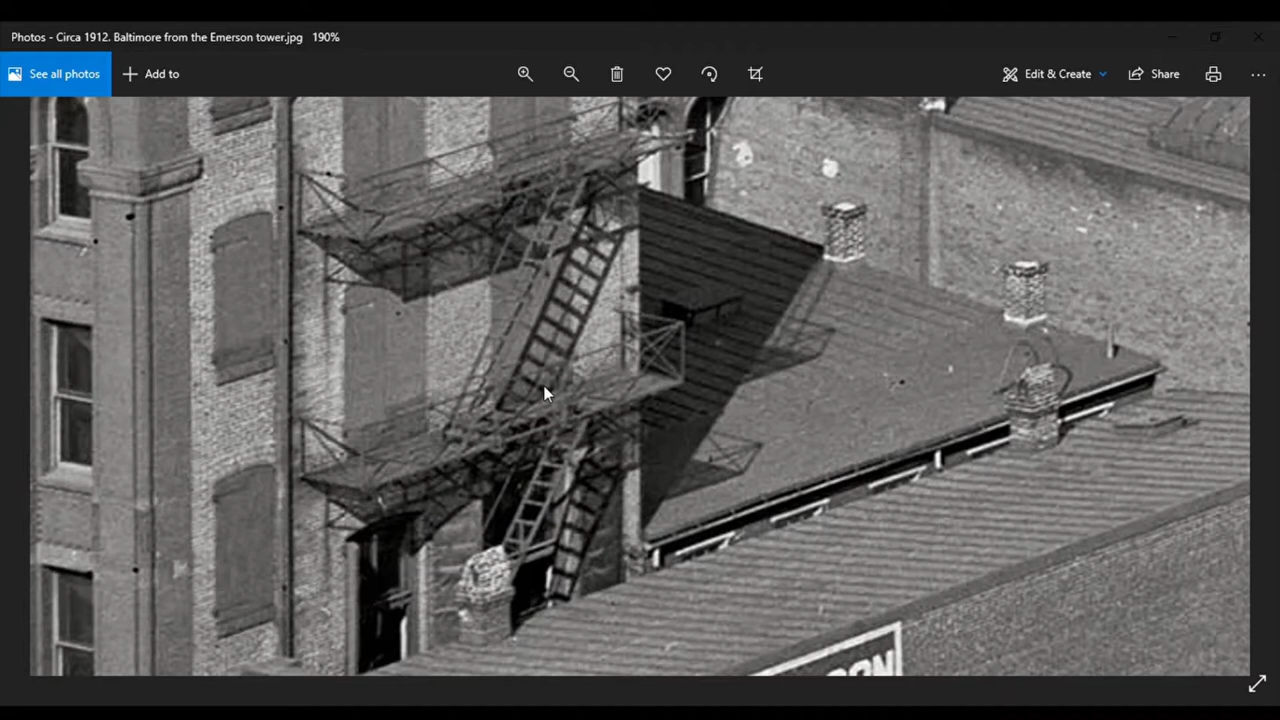 Photos - Circa 1912. Baltimore from the Emerson tower.jpg 190%
See all photos
Add to
Edit & Create
Share